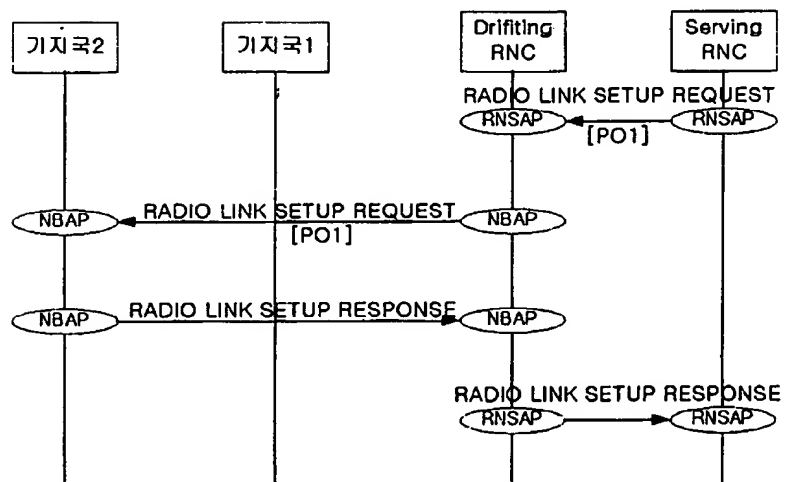 기지국2
기지국1
Drifiting
RNC
Serving
RNC
RADIO LINK SETUP REQUEST
RNSAP
RNSAP
[PO1]
RADIO LINK SETUP REQUEST
NBAP
NBAP
[PO1]
RADIO LINK SETUP RESPONSE
NBAP
NBAP
RADIO LINK SETUP RESPONSE
RNSAP
RNSAP